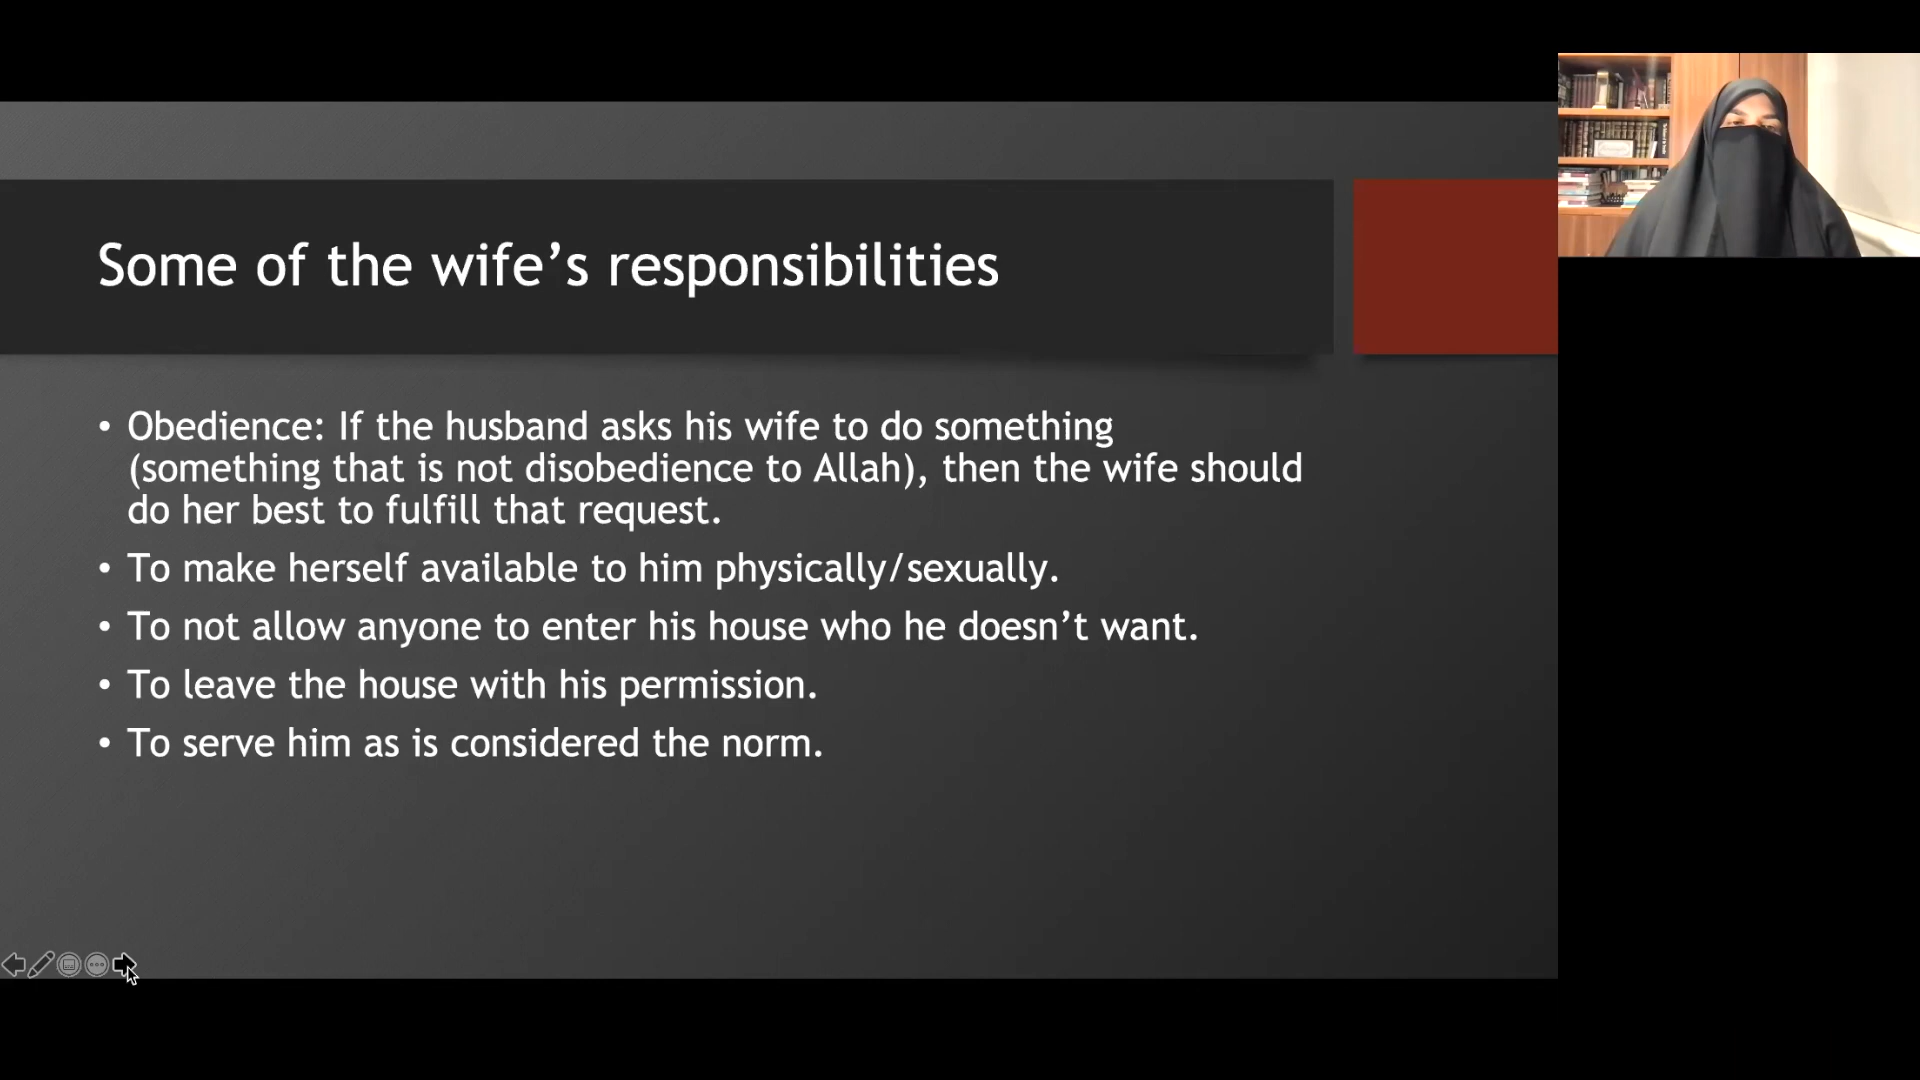 Some of the wife’s responsibilities
• Obedience: If the husband asks his wife to do something
(something that is not disobedience to Allah), then the wife should
do her best to fulfill that request.
• To make herself available to him physically/sexually.
• To not allow anyone to enter his house who he doesn’t want.
• To leave the house with his permission.
• To serve him as is considered the norm.